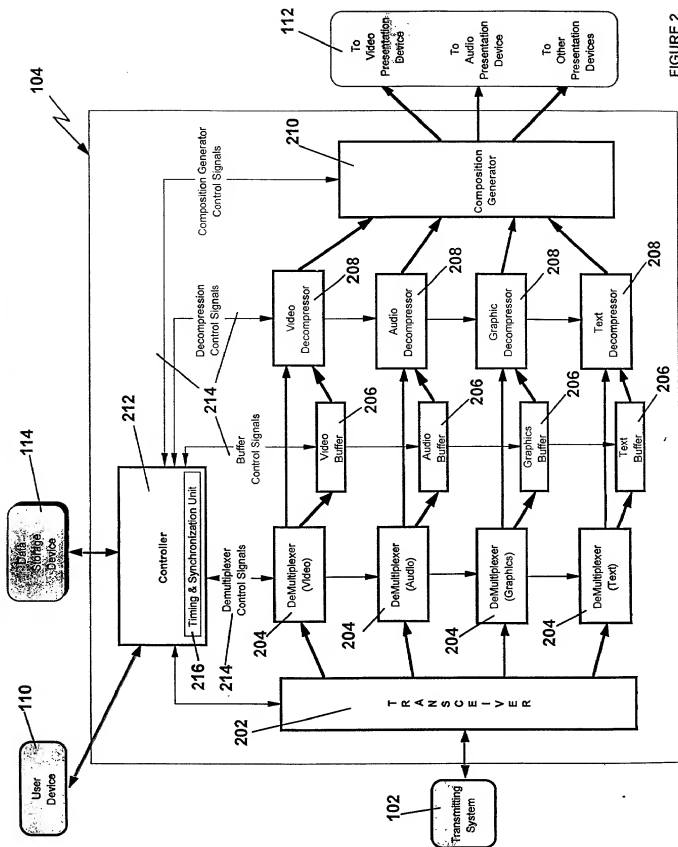 104
110
User
Device
114
Data
Storage
Device
212
Controller
Timing & Synchronization Unit
216
214
Demultiplexer
Control Signals
214
Buffer
Control Signals
Decompression
Control Signals
Composition Generator
Control Signals
102
Transmitting
System
202
TRANSCEIVER
204
DeMultiplexer
(Video)
204
DeMultiplexer
(Audio)
204
DeMultiplexer
(Graphics)
204
DeMultiplexer
(Text)
206
Video
Buffer
206
Audio
Buffer
206
Graphics
Buffer
206
Text
Buffer
208
Video
Decompressor
208
Audio
Decompressor
208
Graphic
Decompressor
208
Text
Decompressor
210
Composition
Generator
112
To
Video
Presentation
Device
To
Audio
Presentation
Device
To
Other
Presentation
Devices
FIGURE 2